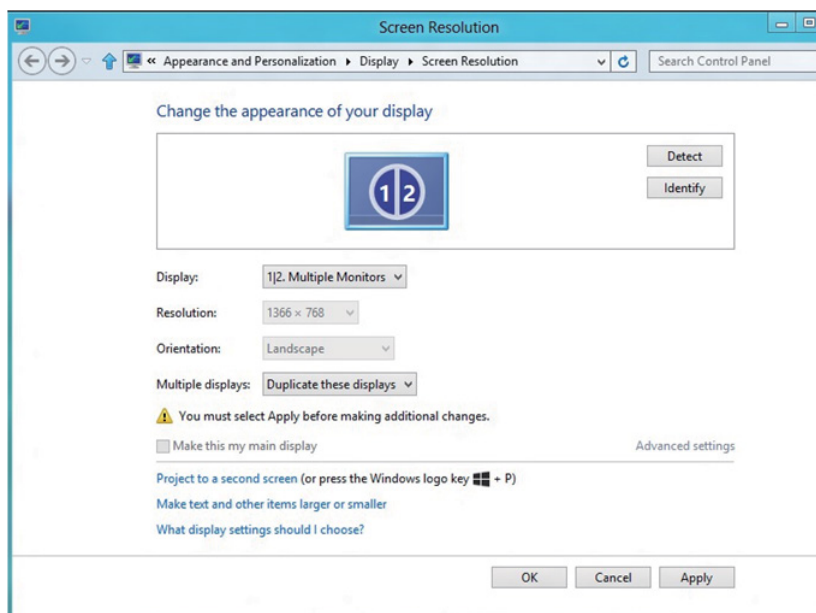 Screen Resolution
« Appearance and Personalization ▸ Display ▸ Screen Resolution
Search Control Panel
Change the appearance of your display
1|2
Detect
Identify
Display: 1|2. Multiple Monitors
Resolution: 1366 × 768
Orientation: Landscape
Multiple displays: Duplicate these displays
You must select Apply before making additional changes.
Make this my main display Advanced settings
Project to a second screen (or press the Windows logo key + P)
Make text and other items larger or smaller
What display settings should I choose?
OK Cancel Apply